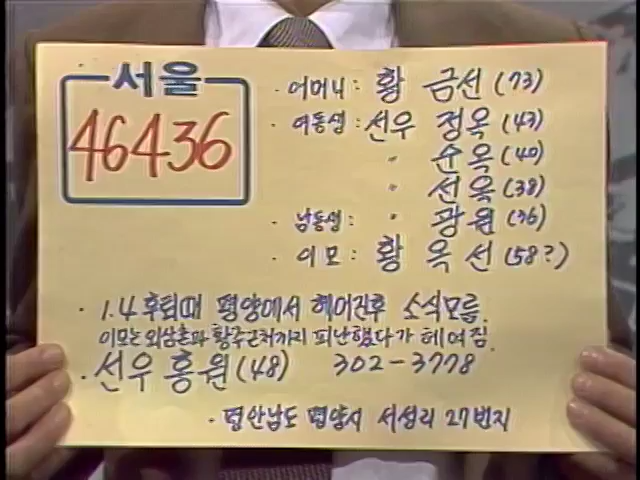 서울
46436
· 어머니 : 황 금선 (73)
· 여동생 : 선우 정옥 (43)
〃 순옥 (40)
〃 선옥 (38)
· 남동생 : 〃 광원 (36)
· 이모 : 황 옥선 (58?)
· 1.4 후퇴때 평양에서 헤어진후 소식모름.
이모는 외삼촌과 황주근처까지 피난했다가 헤여짐.
· 선우 홍원 (48) 302-3778
· 평안남도 평양시 서성리 27번지